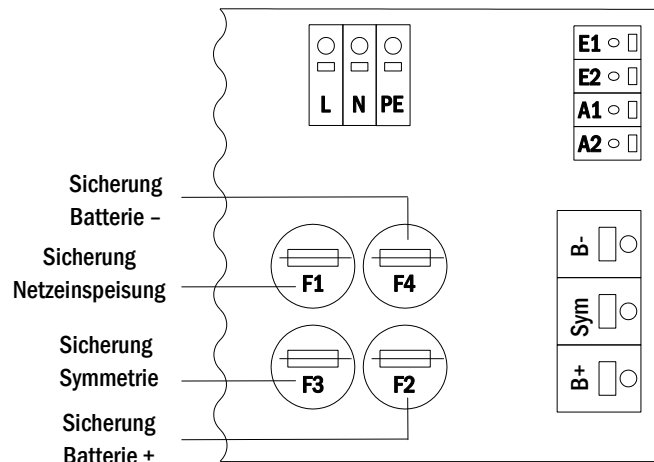 E1
E2
A1
A2
L N PE
Sicherung
Batterie –
Sicherung
Netzeinspeisung
Sicherung
Symmetrie
Sicherung
Batterie +
F1 F4
F3 F2
B-
Sym
B+